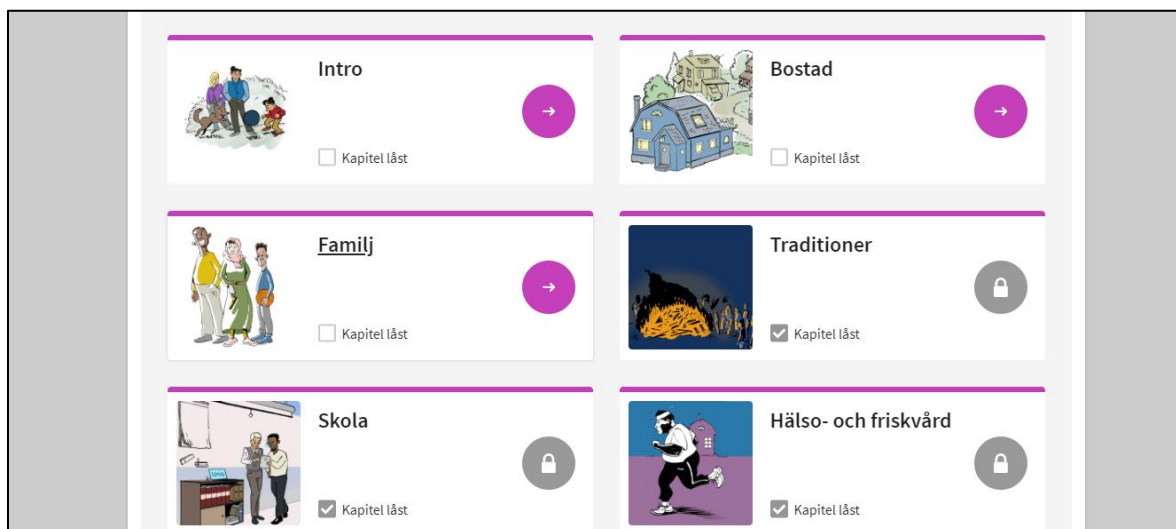 Intro
Kapitel låst
Bostad
Kapitel låst
Familj
Kapitel låst
Traditioner
Kapitel låst
Skola
Kapitel låst
Hälso- och friskvård
Kapitel låst